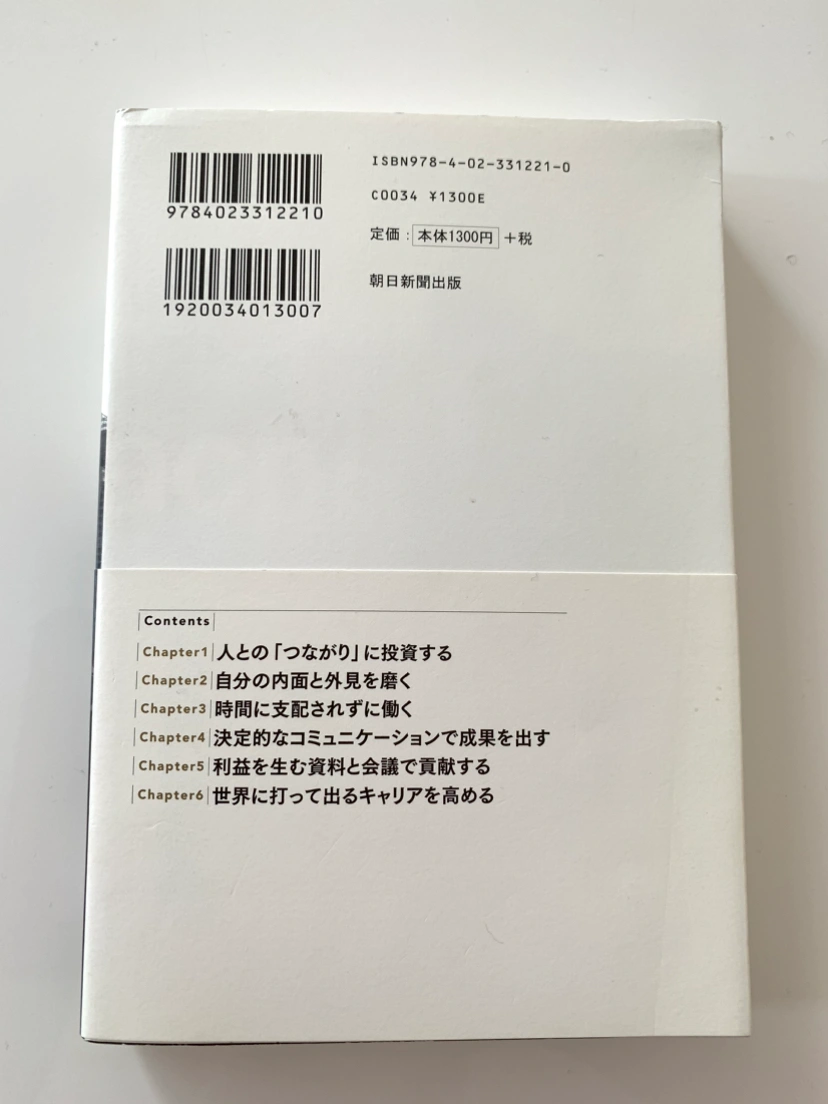 ISBN978-4-02-331221-0
9784023312210
C0034 ¥1300E
定価：本体1300円＋税
1920034013007
朝日新聞出版
Contents
Chapter1 人との「つながり」に投資する
Chapter2 自分の内面と外見を磨く
Chapter3 時間に支配されずに働く
Chapter4 決定的なコミュニケーションで成果を出す
Chapter5 利益を生む資料と会議で貢献する
Chapter6 世界に打って出るキャリアを高める